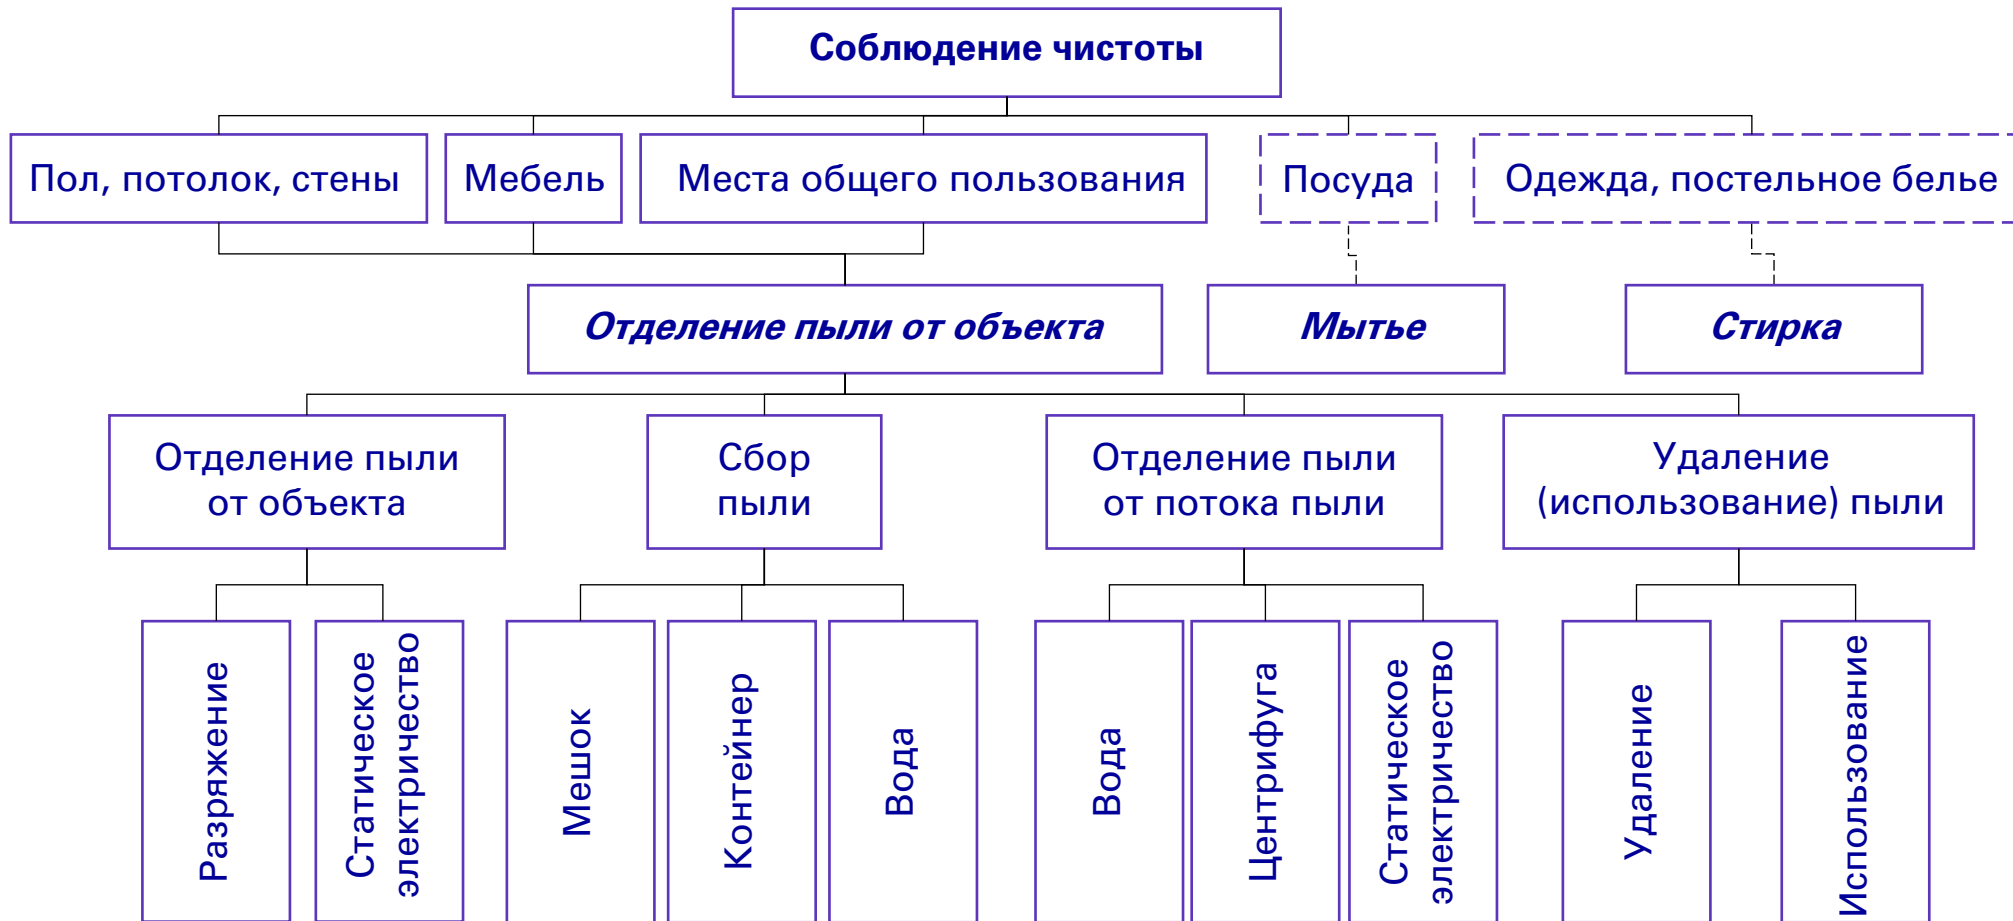 Соблюдение чистоты
Пол, потолок, стены
Мебель
Места общего пользования
Посуда
Одежда, постельное белье
Отделение пыли от объекта
Мытье
Стирка
Отделение пыли
от объекта
Сбор
пыли
Отделение пыли
от потока пыли
Удаление
(использование) пыли
Разряжение
Статическое
электричество
Мешок
Контейнер
Вода
Вода
Центрифуга
Статическое
электричество
Удаление
Использование